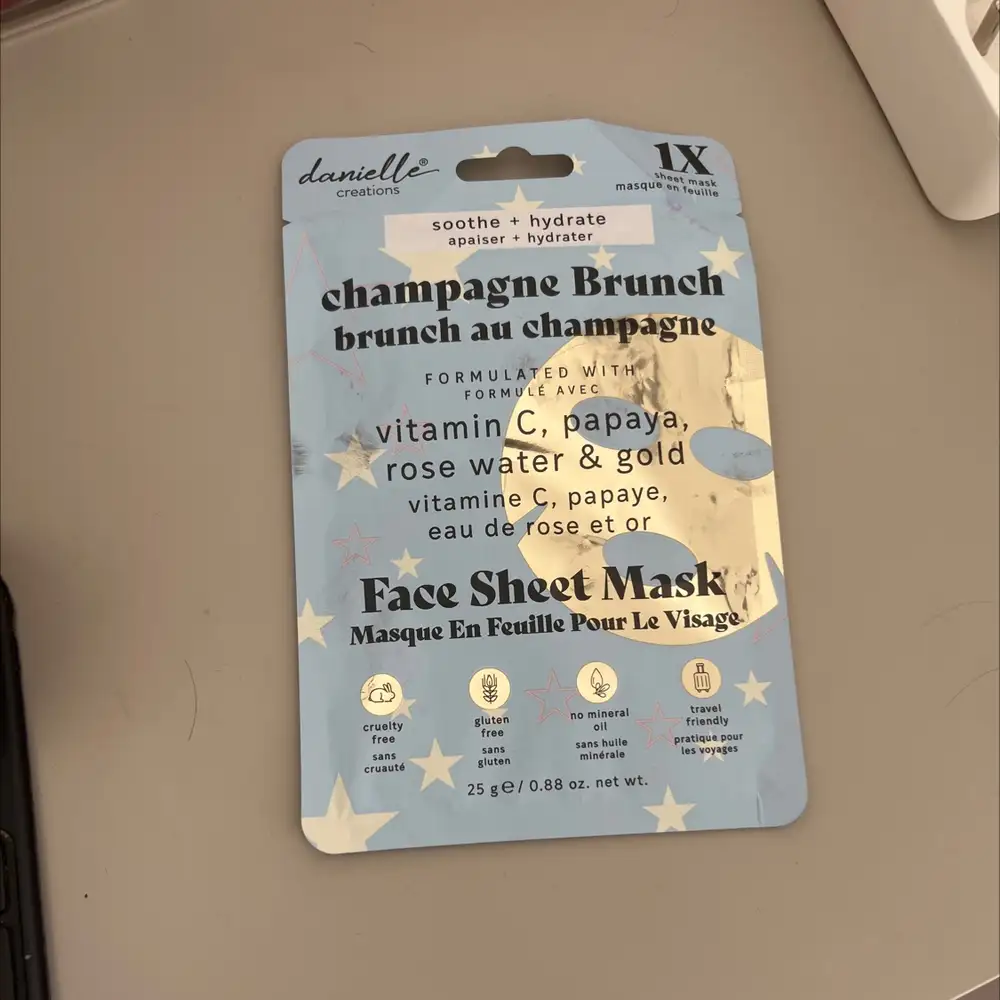 danielle®
creations
1X
sheet mask
masque en feuille
soothe + hydrate
apaiser + hydrater
champagne Brunch
brunch au champagne
FORMULATED WITH
FORMULÉ AVEC
vitamin C, papaya,
rose water & gold
vitamine C, papaye,
eau de rose et or
Face Sheet Mask
Masque En Feuille Pour Le Visage
cruelty
free
sans
cruauté
gluten
free
sans
gluten
no mineral
oil
sans huile
minérale
travel
friendly
pratique pour
les voyages
25 g℮/ 0.88 oz. net wt.